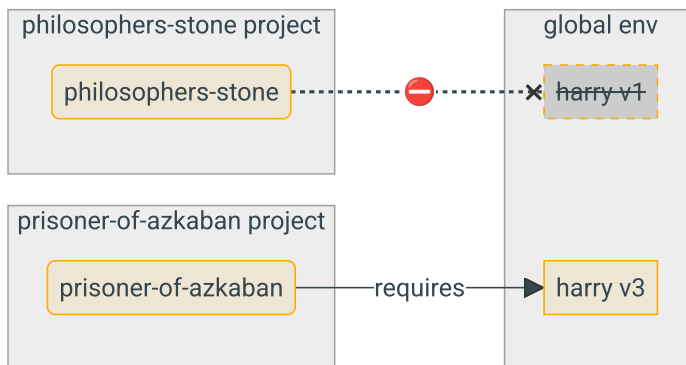 philosophers-stone project
global env
philosophers-stone
harry v1
prisoner-of-azkaban project
prisoner-of-azkaban
requires
harry v3